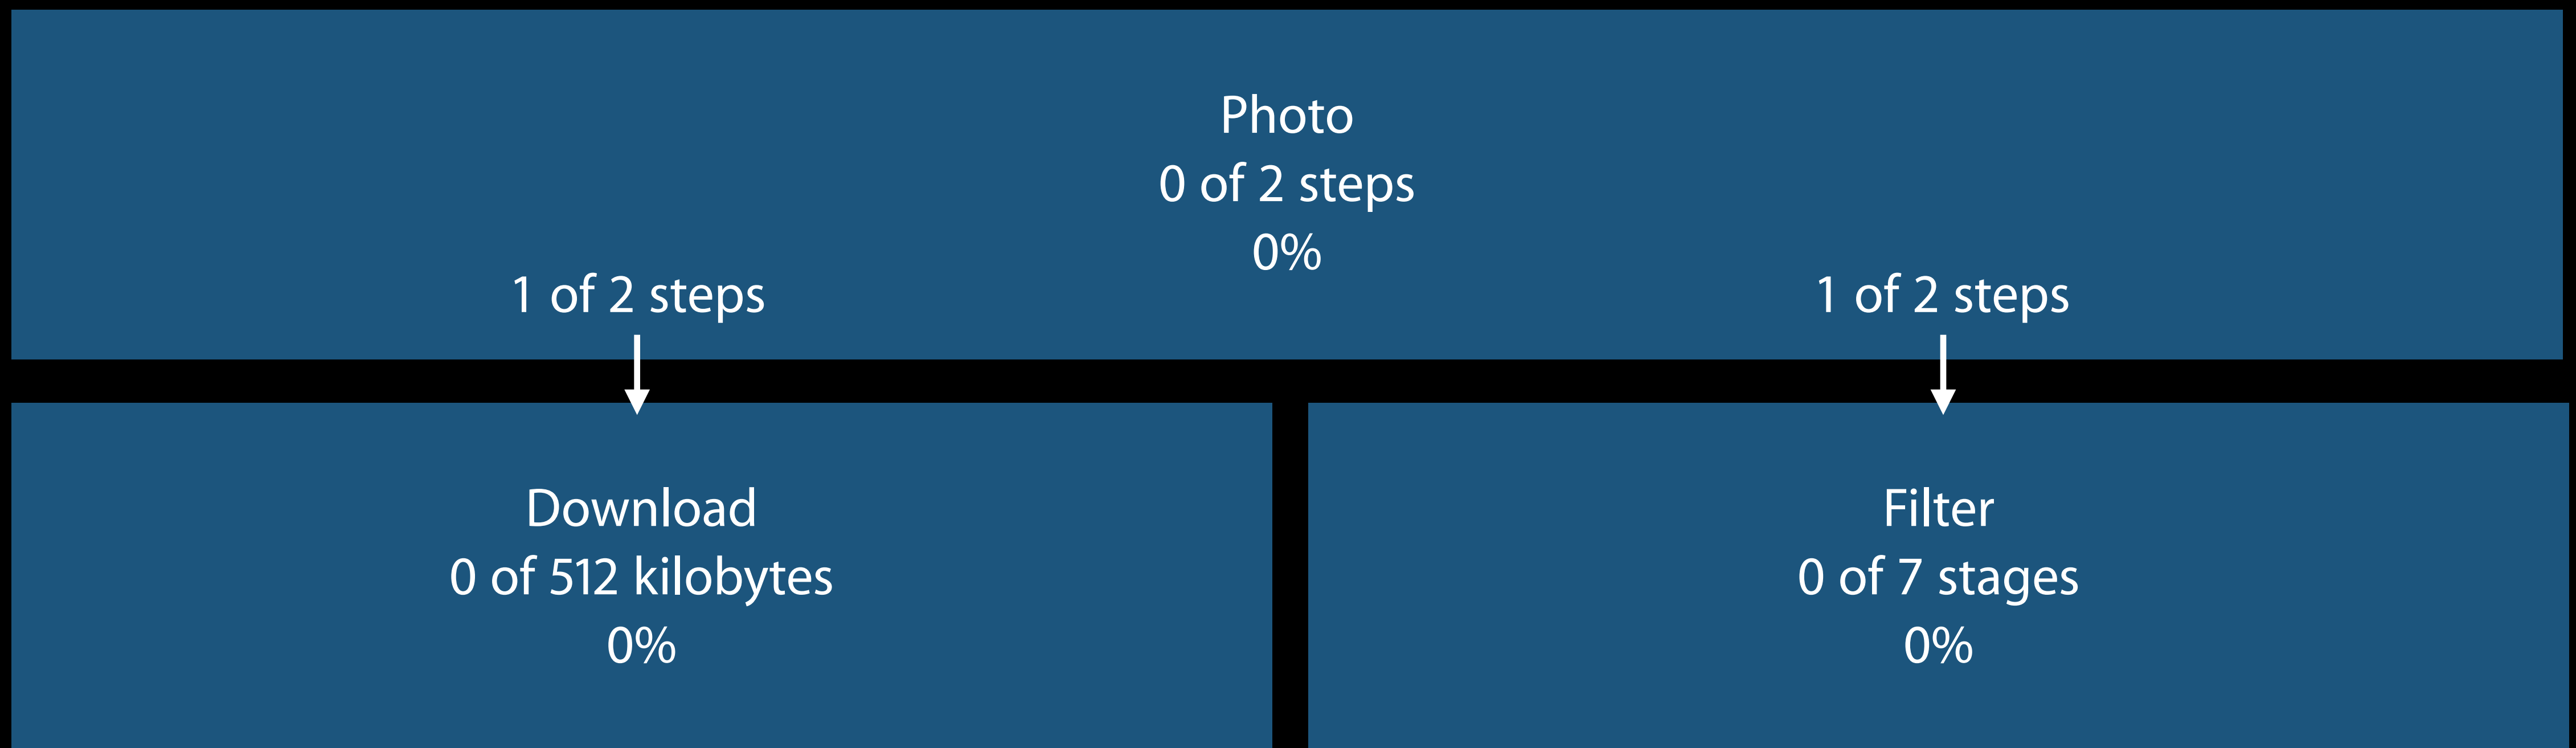 Photo
0 of 2 steps
0%
1 of 2 steps
1 of 2 steps
Download
0 of 512 kilobytes
0%
Filter
0 of 7 stages
0%